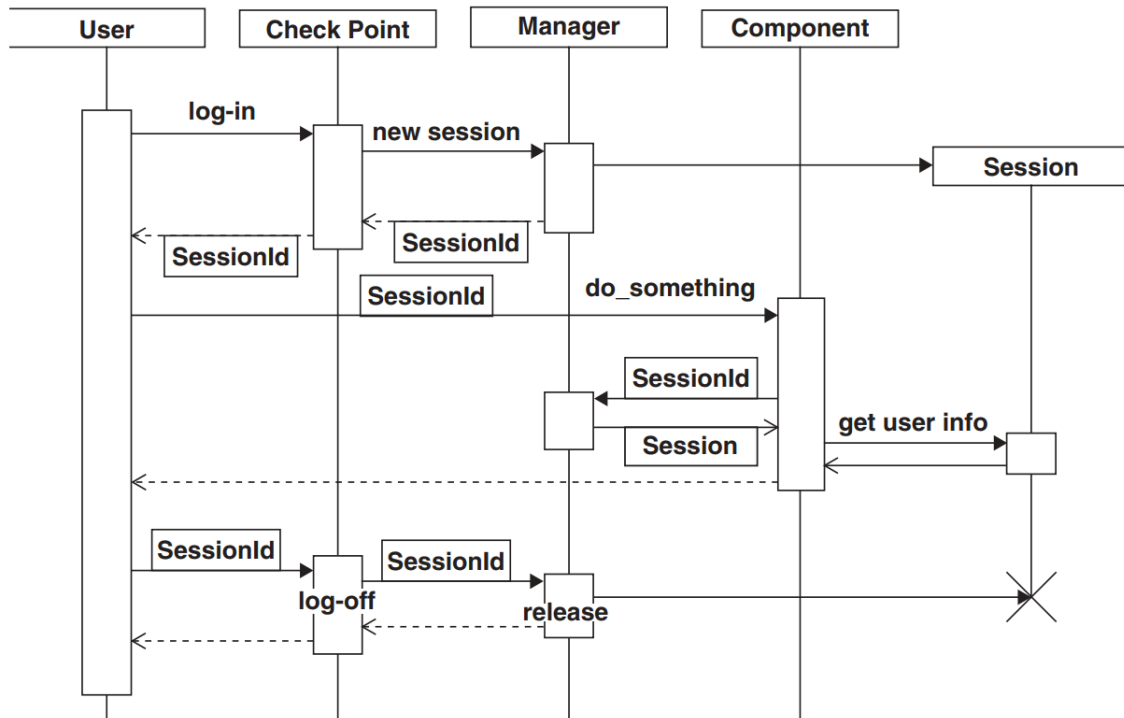 User
Check Point
Manager
Component
log-in
new session
Session
SessionId
SessionId
SessionId
do_something
SessionId
Session
get user info
SessionId
SessionId
log-off
release